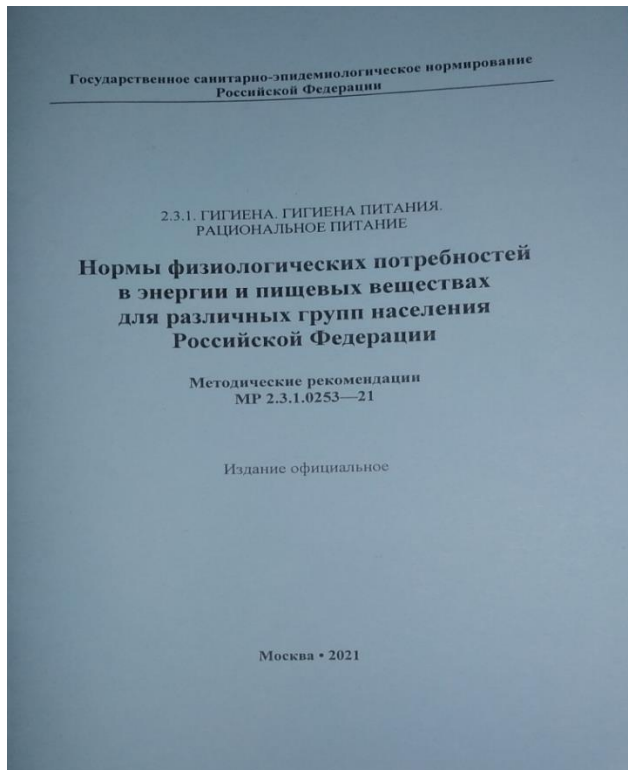 Государственное санитарно-эпидемиологическое нормирование
Российской Федерации
2.3.1. ГИГИЕНА. ГИГИЕНА ПИТАНИЯ.
РАЦИОНАЛЬНОЕ ПИТАНИЕ
Нормы физиологических потребностей
в энергии и пищевых веществах
для различных групп населения
Российской Федерации
Методические рекомендации
МР 2.3.1.0253—21
Издание официальное
Москва • 2021